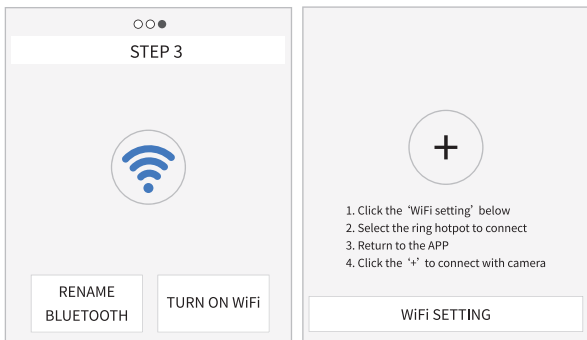 STEP 3
RENAME
BLUETOOTH
TURN ON WiFi
+
1. Click the ‘WiFi setting’ below
2. Select the ring hotpot to connect
3. Return to the APP
4. Click the ‘+’ to connect with camera
WiFi SETTING